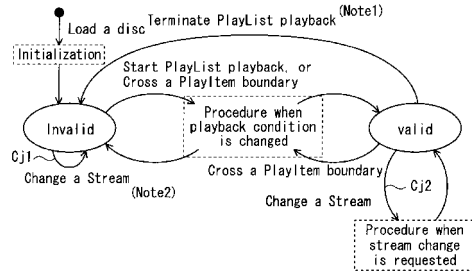 Terminate PlayList playback (Note1)
Load a disc
Initialization
Start PlayList playback, or
Cross a PlayItem boundary
Procedure when
playback condition
is changed
Invalid
valid
Cj1
Change a Stream
(Note2)
Cross a PlayItem boundary
Cj2
Change a Stream
Procedure when
stream change
is requested